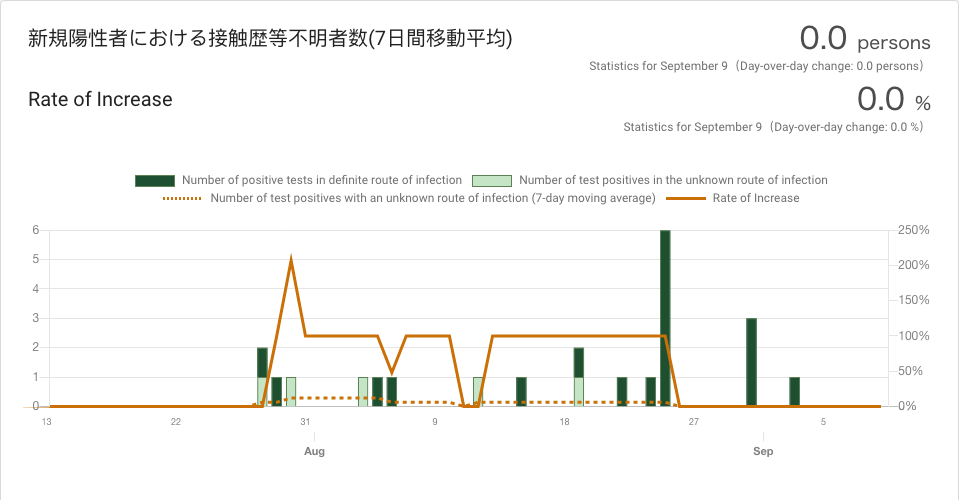 新規陽性者における接触歴等不明者数(7日間移動平均)
0.0 persons
Statistics for September 9（Day-over-day change: 0.0 persons）
Rate of Increase
0.0 %
Statistics for September 9（Day-over-day change: 0.0 %）
Number of positive tests in definite route of infection Number of test positives in the unknown route of infection
Number of test positives with an unknown route of infection (7-day moving average) Rate of Increase
6 250%
5 200%
4 150%
3 100%
2 50%
1 0%
0
13 22 31 9 18 27 5
Aug Sep